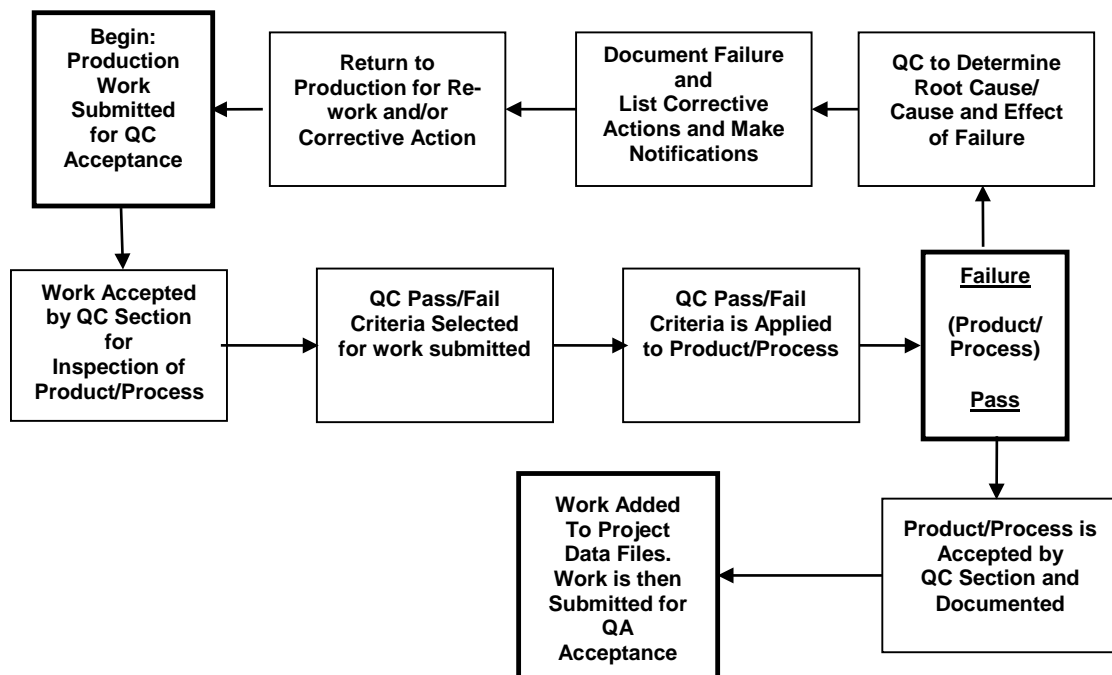 Begin:
Production
Work
Submitted
for QC
Acceptance
Return to
Production for Re-
work and/or
Corrective Action
Document Failure
and
List Corrective
Actions and Make
Notifications
QC to Determine
Root Cause/
Cause and Effect
of Failure
Work Accepted
by QC Section
for
Inspection of
Product/Process
QC Pass/Fail
Criteria Selected
for work submitted
QC Pass/Fail
Criteria is Applied
to Product/Process
Failure
(Product/
Process)
Pass
Work Added
To Project
Data Files.
Work is then
Submitted for
QA
Acceptance
Product/Process is
Accepted by
QC Section and
Documented